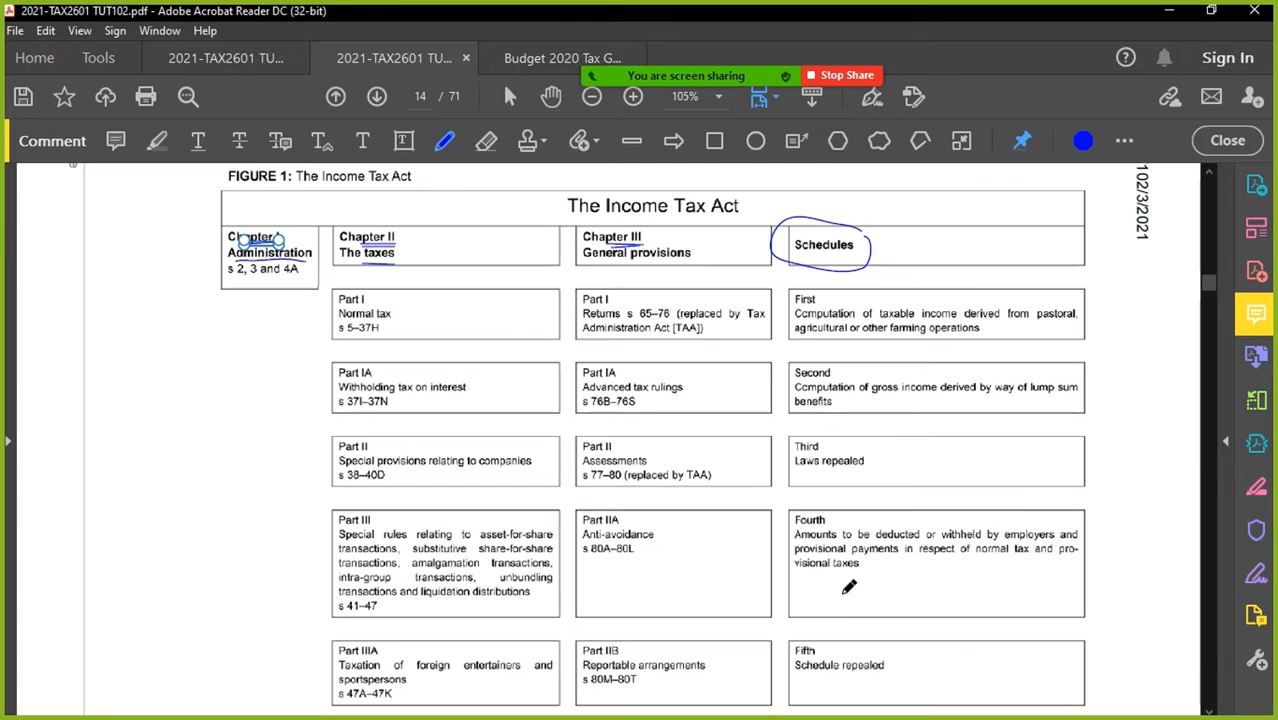 2021-TAX2601 TUT102.pdf - Adobe Acrobat Reader DC (32-bit)
File Edit View Sign Window Help
Home Tools 2021-TAX2601 TU... 2021-TAX2601 TU... × Budget 2020 Tax G... Sign In
You are screen sharing Stop Share
14 / 71 105%
Comment Close
102/3/2021
FIGURE 1: The Income Tax Act
The Income Tax Act
Chapter I
Administration
s 2, 3 and 4A
Chapter II
The taxes
Chapter III
General provisions
Schedules
Part I
Normal tax
s 5–37H
Part I
Returns s 65–76 (replaced by Tax
Administration Act [TAA])
First
Computation of taxable income derived from pastoral,
agricultural or other farming operations
Part IA
Withholding tax on interest
s 37I–37N
Part IA
Advanced tax rulings
s 76B–76S
Second
Computation of gross income derived by way of lump sum
benefits
Part II
Special provisions relating to companies
s 38–40D
Part II
Assessments
s 77–80 (replaced by TAA)
Third
Laws repealed
Part III
Special rules relating to asset-for-share
transactions, substitutive share-for-share
transactions, amalgamation transactions,
intra-group transactions, unbundling
transactions and liquidation distributions
s 41–47
Part IIA
Anti-avoidance
s 80A–80L
Fourth
Amounts to be deducted or withheld by employers and
provisional payments in respect of normal tax and pro-
visional taxes
Part IIIA
Taxation of foreign entertainers and
sportspersons
s 47A–47K
Part IIB
Reportable arrangements
s 80M–80T
Fifth
Schedule repealed